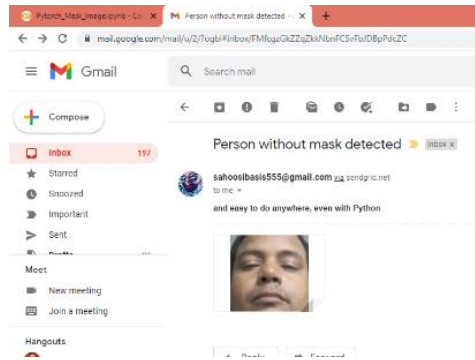 Pytorch_Mask_Image.ipynb - Co
Person without mask detected -
mail.google.com/mail/u/2/?ogbl#inbox/
Gmail
Search mail
Compose
Inbox 197
Starred
Snoozed
Important
Sent
Drafts
Meet
New meeting
Join a meeting
Hangouts
Person without mask detected
Inbox x
sahoosibasis555@gmail.com via sendgrid.net
to me
and easy to do anywhere, even with Python
Reply
Forward